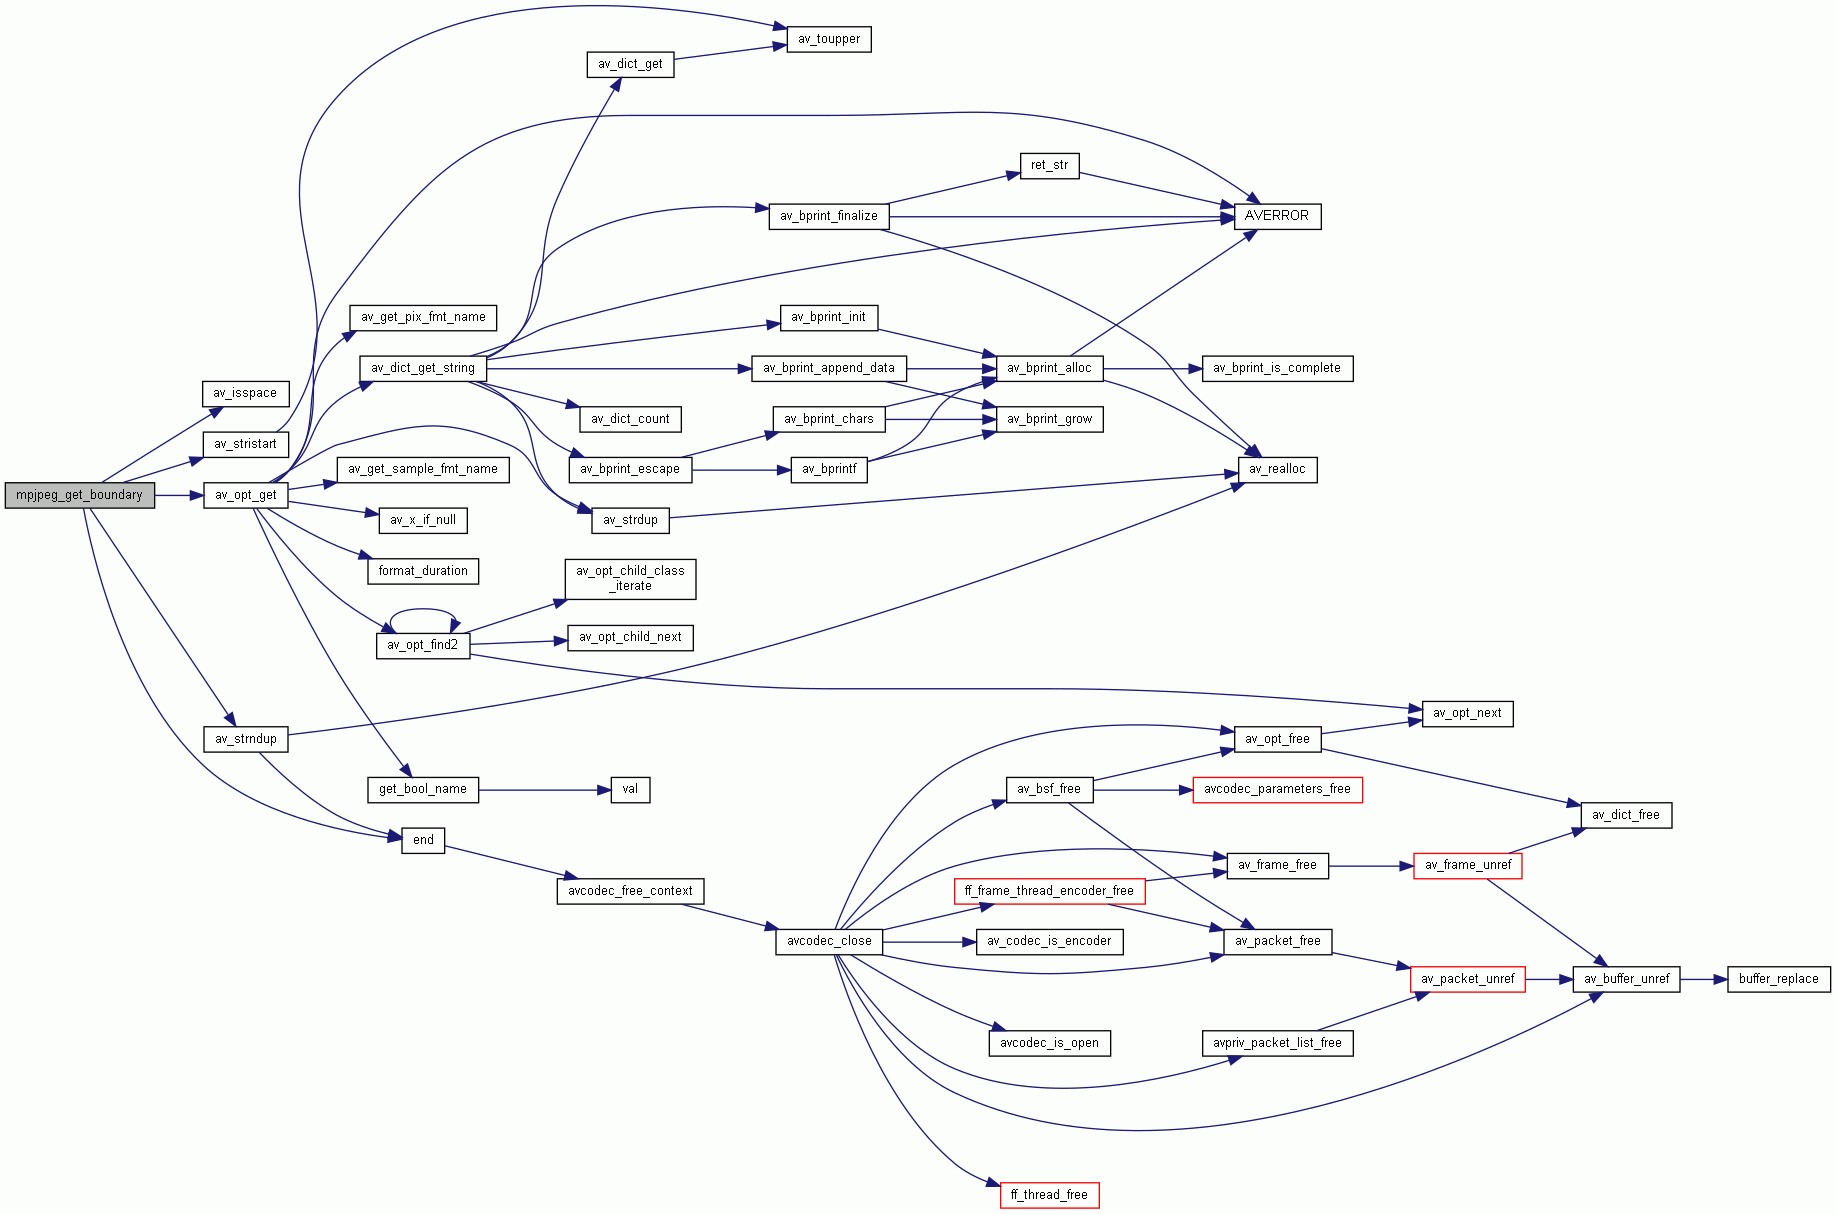 av_toupper
av_dict_get
ret_str
av_bprint_finalize
AVERROR
av_get_pix_fmt_name
av_bprint_init
av_dict_get_string
av_bprint_append_data
av_bprint_alloc
av_bprint_is_complete
av_isspace
av_dict_count
av_bprint_chars
av_bprint_grow
av_stristart
av_get_sample_fmt_name
av_bprint_escape
av_bprintf
av_realloc
mpjpeg_get_boundary
av_opt_get
av_x_if_null
av_strdup
format_duration
av_opt_child_class
_iterate
av_opt_find2
av_opt_child_next
av_opt_next
av_strndup
av_opt_free
get_bool_name
val
av_bsf_free
avcodec_parameters_free
av_dict_free
end
av_frame_free
av_frame_unref
avcodec_free_context
ff_frame_thread_encoder_free
avcodec_close
av_codec_is_encoder
av_packet_free
av_packet_unref
av_buffer_unref
buffer_replace
avcodec_is_open
avpriv_packet_list_free
ff_thread_free